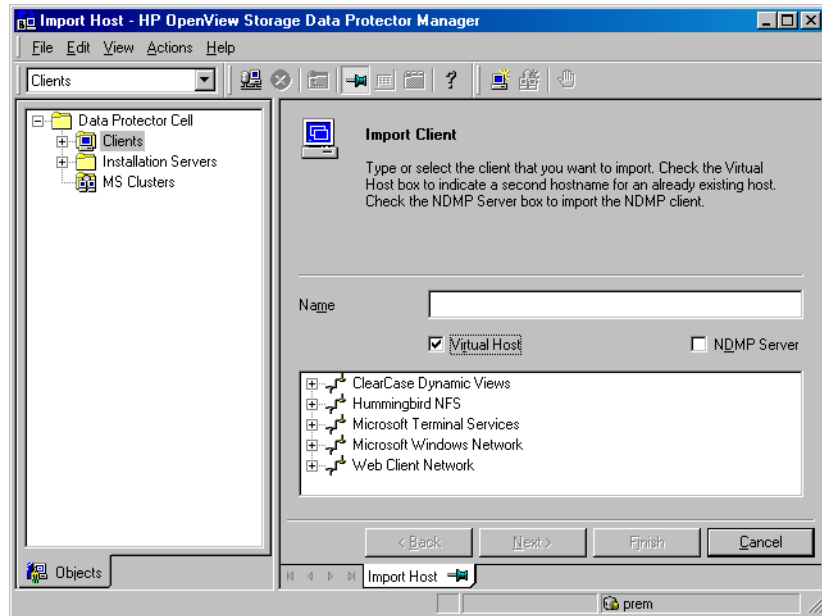 Import Host - HP OpenView Storage Data Protector Manager
File Edit View Actions Help
Clients
Data Protector Cell
Clients
Installation Servers
MS Clusters
Import Client
Type or select the client that you want to import. Check the Virtual
Host box to indicate a second hostname for an already existing host.
Check the NDMP Server box to import the NDMP client.
Name
Virtual Host NDMP Server
ClearCase Dynamic Views
Hummingbird NFS
Microsoft Terminal Services
Microsoft Windows Network
Web Client Network
< Back Next > Finish Cancel
Objects
Import Host
prem